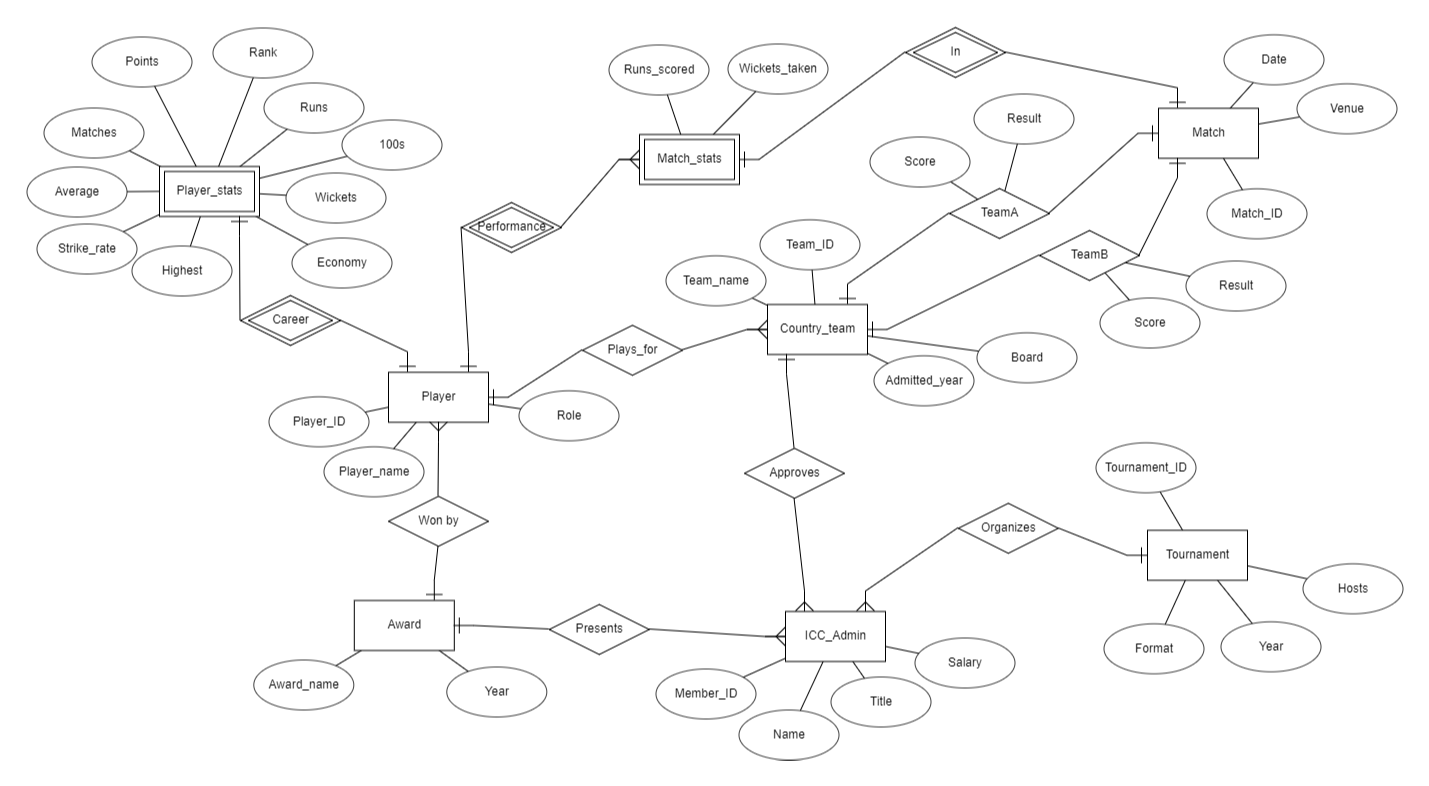 Points
Rank
Runs
Matches
100s
Player_stats
Average
Wickets
Strike_rate
Highest
Economy
Career
Runs_scored
Wickets_taken
Match_stats
Performance
In
Date
Venue
Match
Match_ID
Result
Score
TeamA
TeamB
Result
Score
Team_ID
Team_name
Country_team
Board
Admitted_year
Plays_for
Player
Role
Player_ID
Player_name
Won by
Approves
Organizes
Tournament_ID
Tournament
Hosts
Format
Year
Award
Presents
ICC_Admin
Award_name
Year
Member_ID
Name
Title
Salary